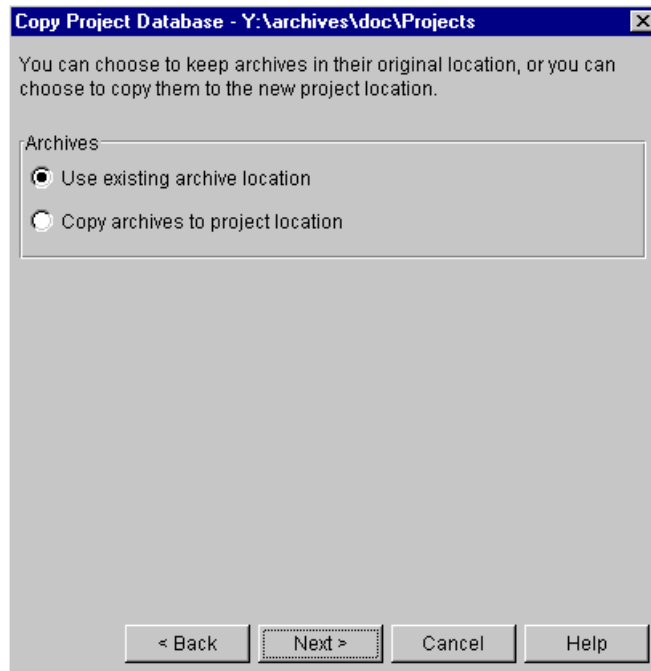 Copy Project Database - Y:\archives\doc\Projects
You can choose to keep archives in their original location, or you can
choose to copy them to the new project location.
Archives
Use existing archive location
Copy archives to project location
< Back Next > Cancel Help